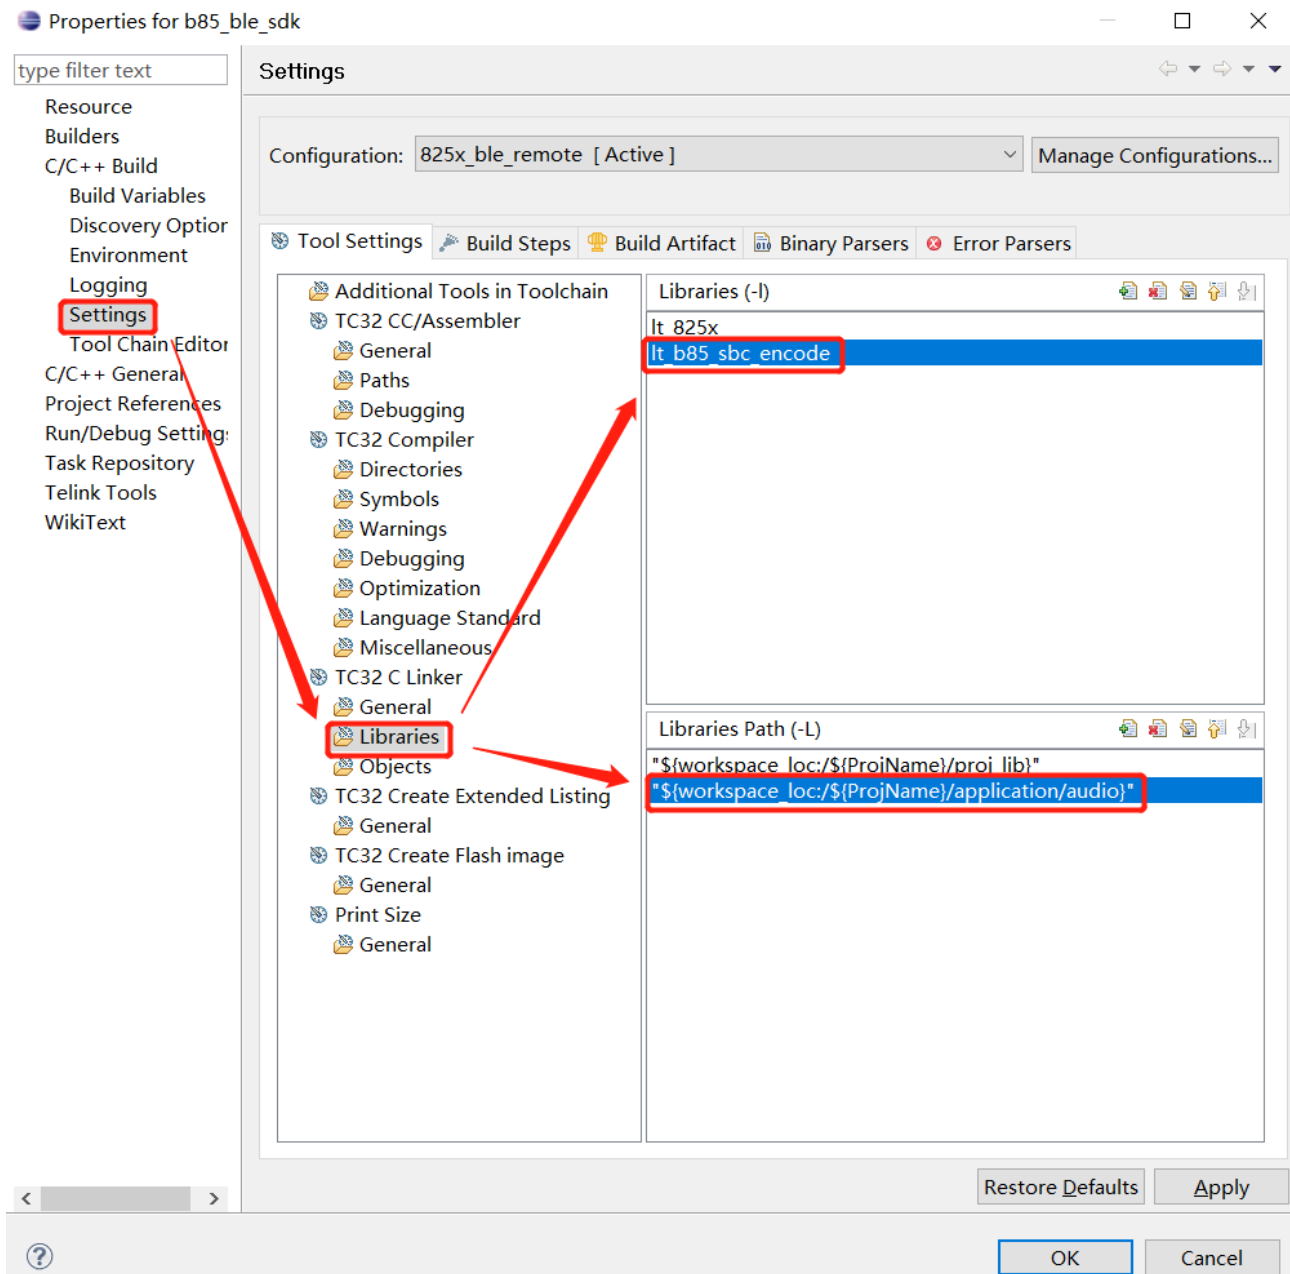 Properties for b85_ble_sdk
type filter text
Settings
Resource
Builders
C/C++ Build
Build Variables
Discovery Option
Environment
Logging
Settings
Tool Chain Editor
C/C++ General
Project References
Run/Debug Settings
Task Repository
Telink Tools
WikiText
Configuration:
825x_ble_remote [ Active ]
Manage Configurations...
Tool Settings
Build Steps
Build Artifact
Binary Parsers
Error Parsers
Additional Tools in Toolchain
TC32 CC/Assembler
General
Paths
Debugging
TC32 Compiler
Directories
Symbols
Warnings
Debugging
Optimization
Language Standard
Miscellaneous
TC32 C Linker
General
Libraries
Objects
TC32 Create Extended Listing
General
TC32 Create Flash image
General
Print Size
General
Libraries (-l)
lt_825x
lt_b85_sbc_encode
Libraries Path (-L)
"${workspace_loc:/${ProjName}/proj_lib}"
"${workspace_loc:/${ProjName}/application/audio}"
Restore Defaults
Apply
OK
Cancel